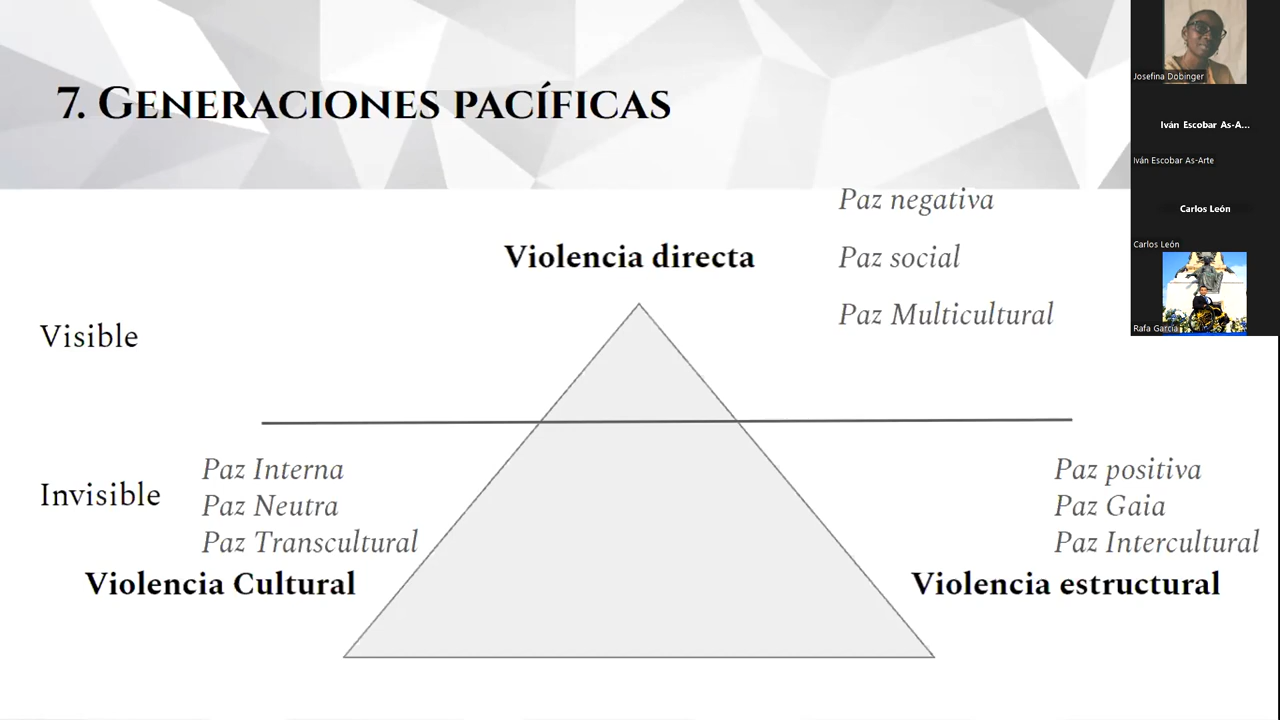 7. Generaciones pacíficas
Paz negativa
Violencia directa
Paz social
Paz Multicultural
Visible
Invisible
Paz Interna
Paz Neutra
Paz Transcultural
Violencia Cultural
Paz positiva
Paz Gaia
Paz Intercultural
Violencia estructural
Josefina Dobinger
Iván Escobar As-A...
Iván Escobar As-Arte
Carlos León
Carlos León
Rafa García